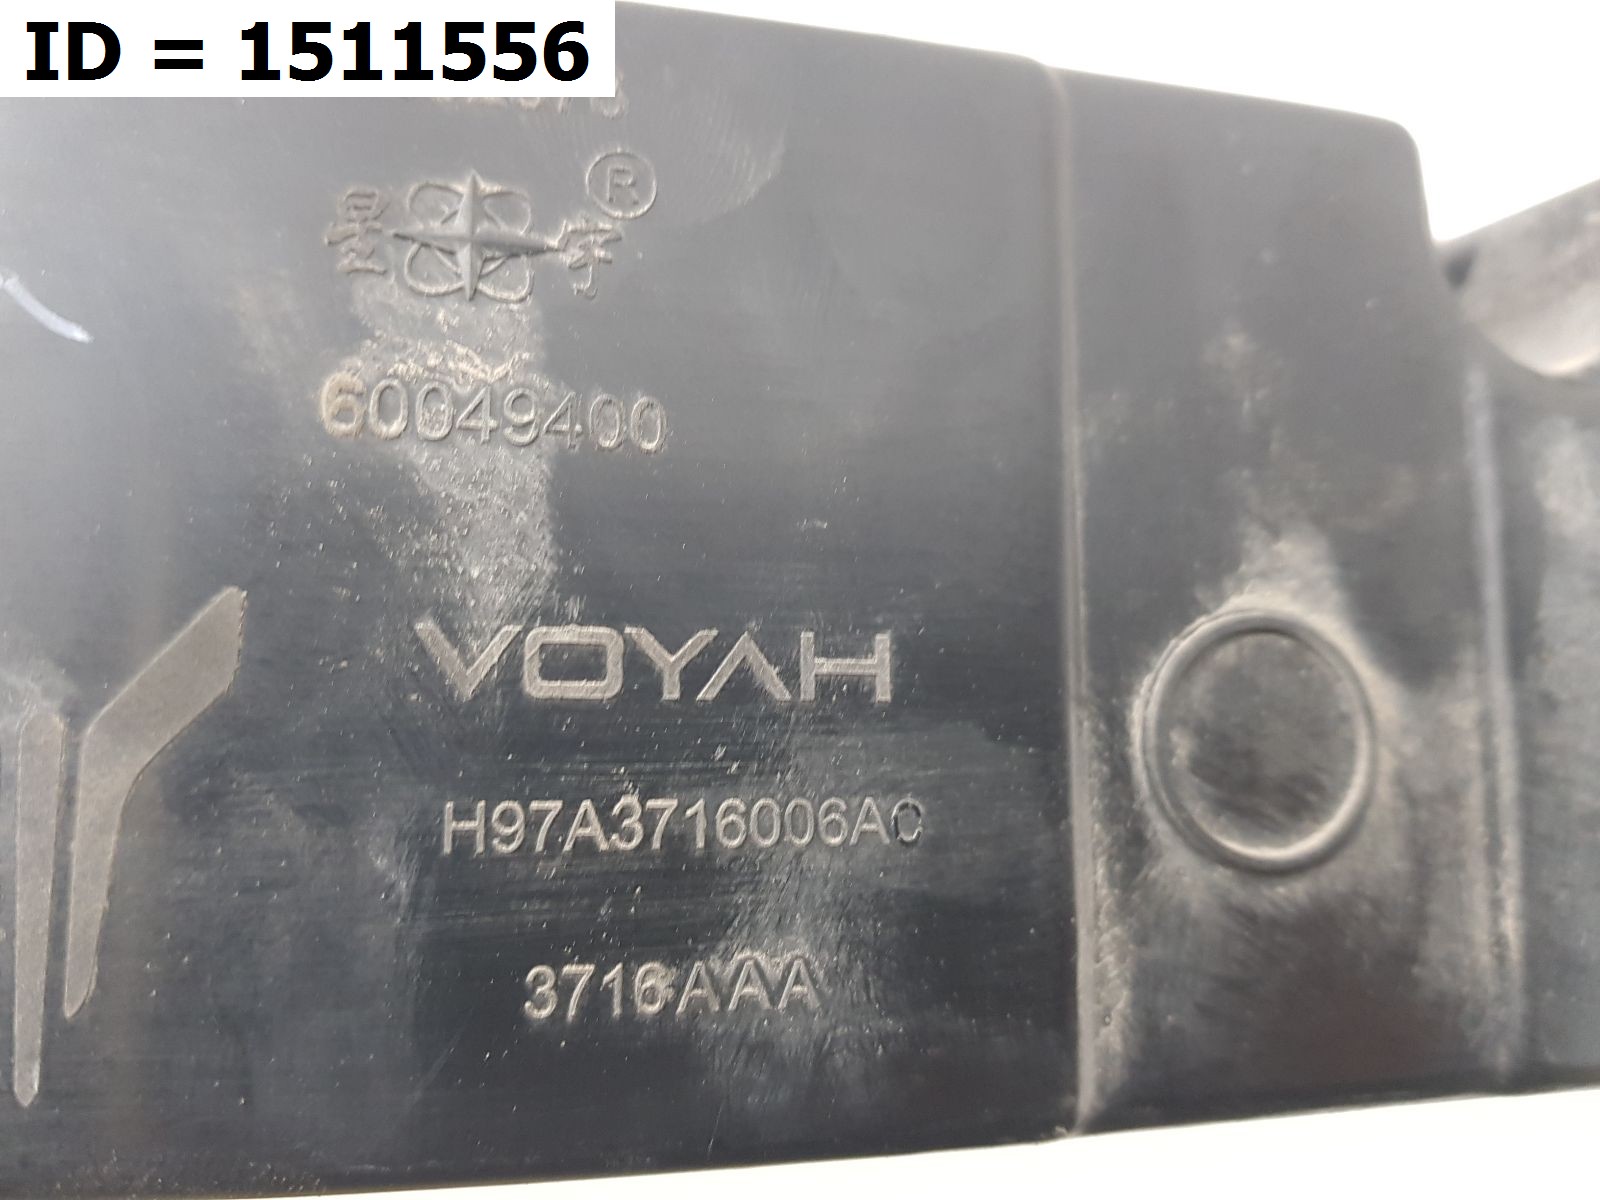 ID = 1511556
星宇®
60049400
VOYAH
H97A3716006AC
3716AAA